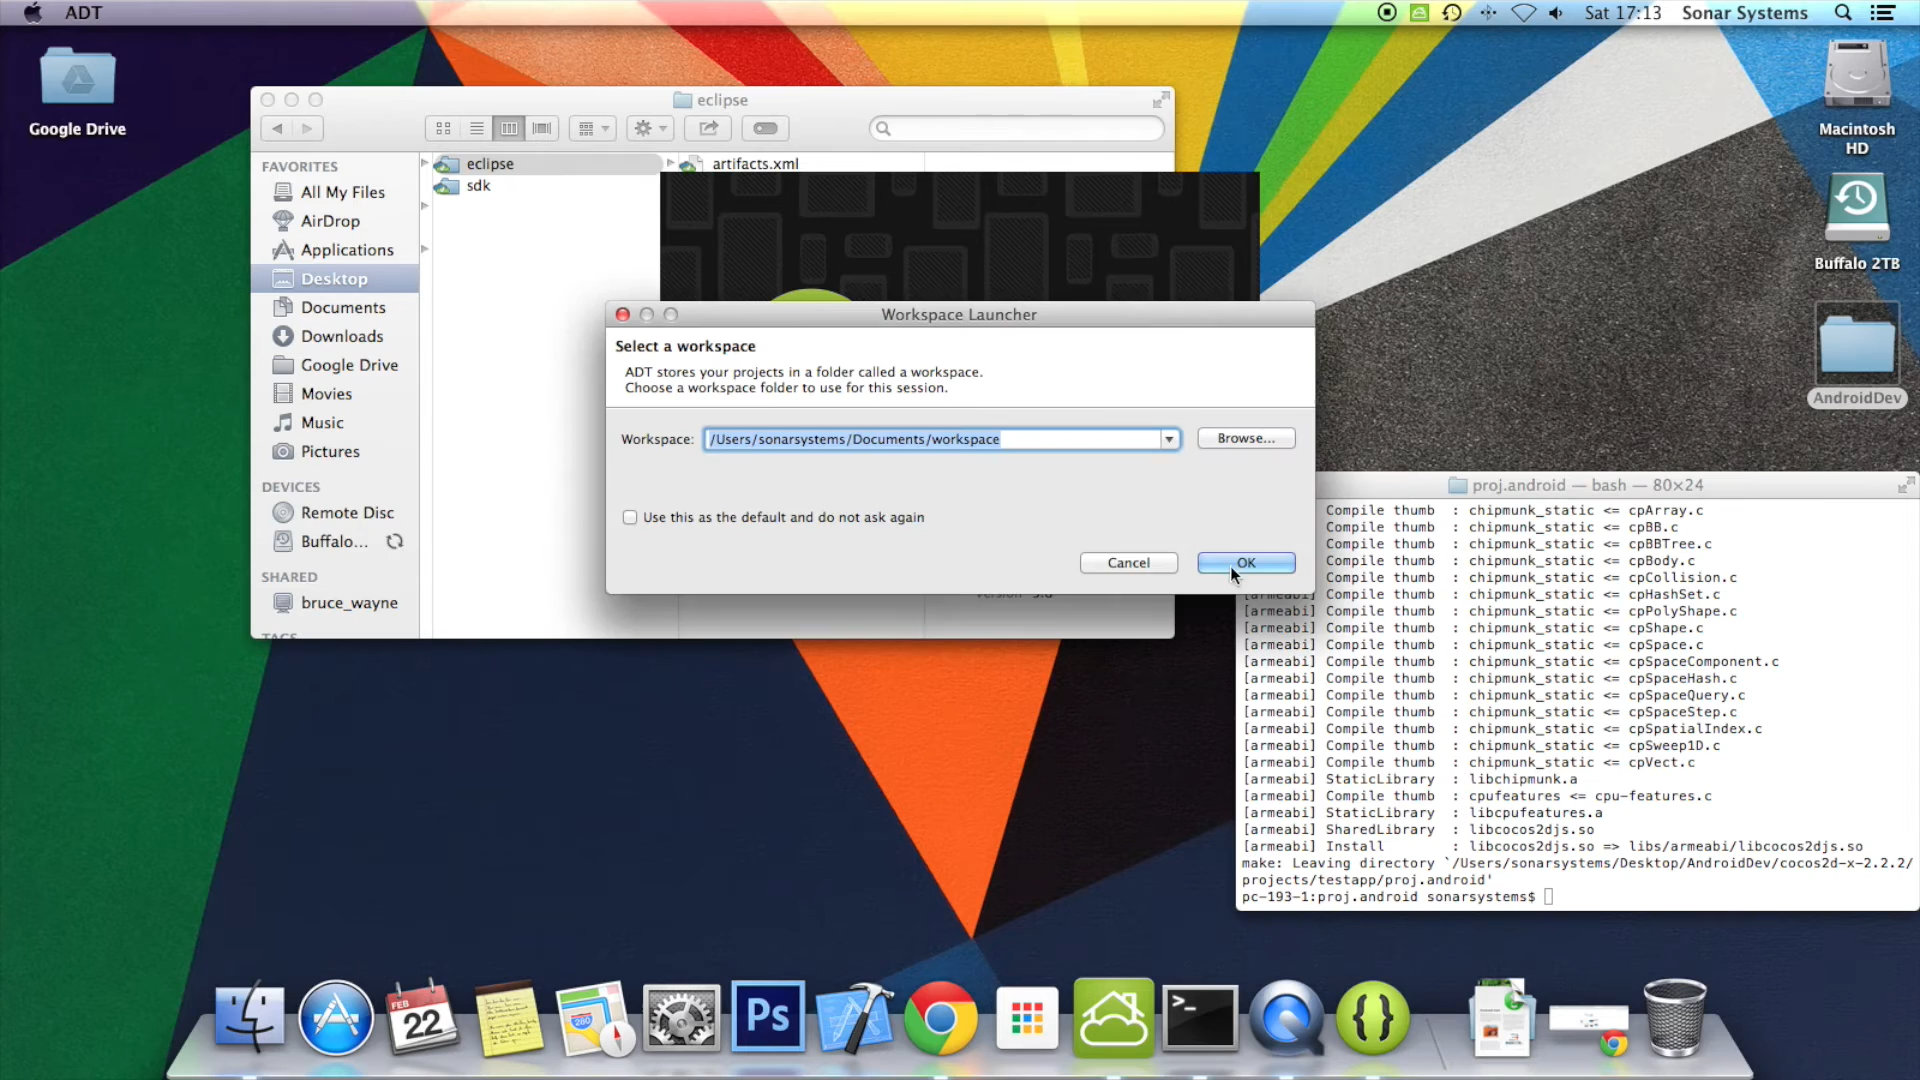 ADT
Sat 17:13 Sonar Systems
Google Drive
Macintosh
HD
Buffalo 2TB
AndroidDev
eclipse
FAVORITES
All My Files
AirDrop
Applications
Desktop
Documents
Downloads
Google Drive
Movies
Music
Pictures
DEVICES
Remote Disc
Buffalo...
SHARED
bruce_wayne
TAGS
eclipse
sdk
artifacts.xml
Workspace Launcher
Select a workspace
ADT stores your projects in a folder called a workspace.
Choose a workspace folder to use for this session.
Workspace: /Users/sonarsystems/Documents/workspace Browse...
Use this as the default and do not ask again
Cancel OK
proj.android — bash — 80×24
Compile thumb : chipmunk_static <= cpArray.c
Compile thumb : chipmunk_static <= cpBB.c
Compile thumb : chipmunk_static <= cpBBTree.c
Compile thumb : chipmunk_static <= cpBody.c
Compile thumb : chipmunk_static <= cpCollision.c
[armeabi] Compile thumb : chipmunk_static <= cpHashSet.c
[armeabi] Compile thumb : chipmunk_static <= cpPolyShape.c
[armeabi] Compile thumb : chipmunk_static <= cpShape.c
[armeabi] Compile thumb : chipmunk_static <= cpSpace.c
[armeabi] Compile thumb : chipmunk_static <= cpSpaceComponent.c
[armeabi] Compile thumb : chipmunk_static <= cpSpaceHash.c
[armeabi] Compile thumb : chipmunk_static <= cpSpaceQuery.c
[armeabi] Compile thumb : chipmunk_static <= cpSpaceStep.c
[armeabi] Compile thumb : chipmunk_static <= cpSpatialIndex.c
[armeabi] Compile thumb : chipmunk_static <= cpSweep1D.c
[armeabi] Compile thumb : chipmunk_static <= cpVect.c
[armeabi] StaticLibrary : libchipmunk.a
[armeabi] Compile thumb : cpufeatures <= cpu-features.c
[armeabi] StaticLibrary : libcpufeatures.a
[armeabi] SharedLibrary : libcocos2djs.so
[armeabi] Install : libcocos2djs.so => libs/armeabi/libcocos2djs.so
make: Leaving directory `/Users/sonarsystems/Desktop/AndroidDev/cocos2d-x-2.2.2/
projects/testapp/proj.android'
pc-193-1:proj.android sonarsystems$
FEB
22
280
Ps
>_
{}